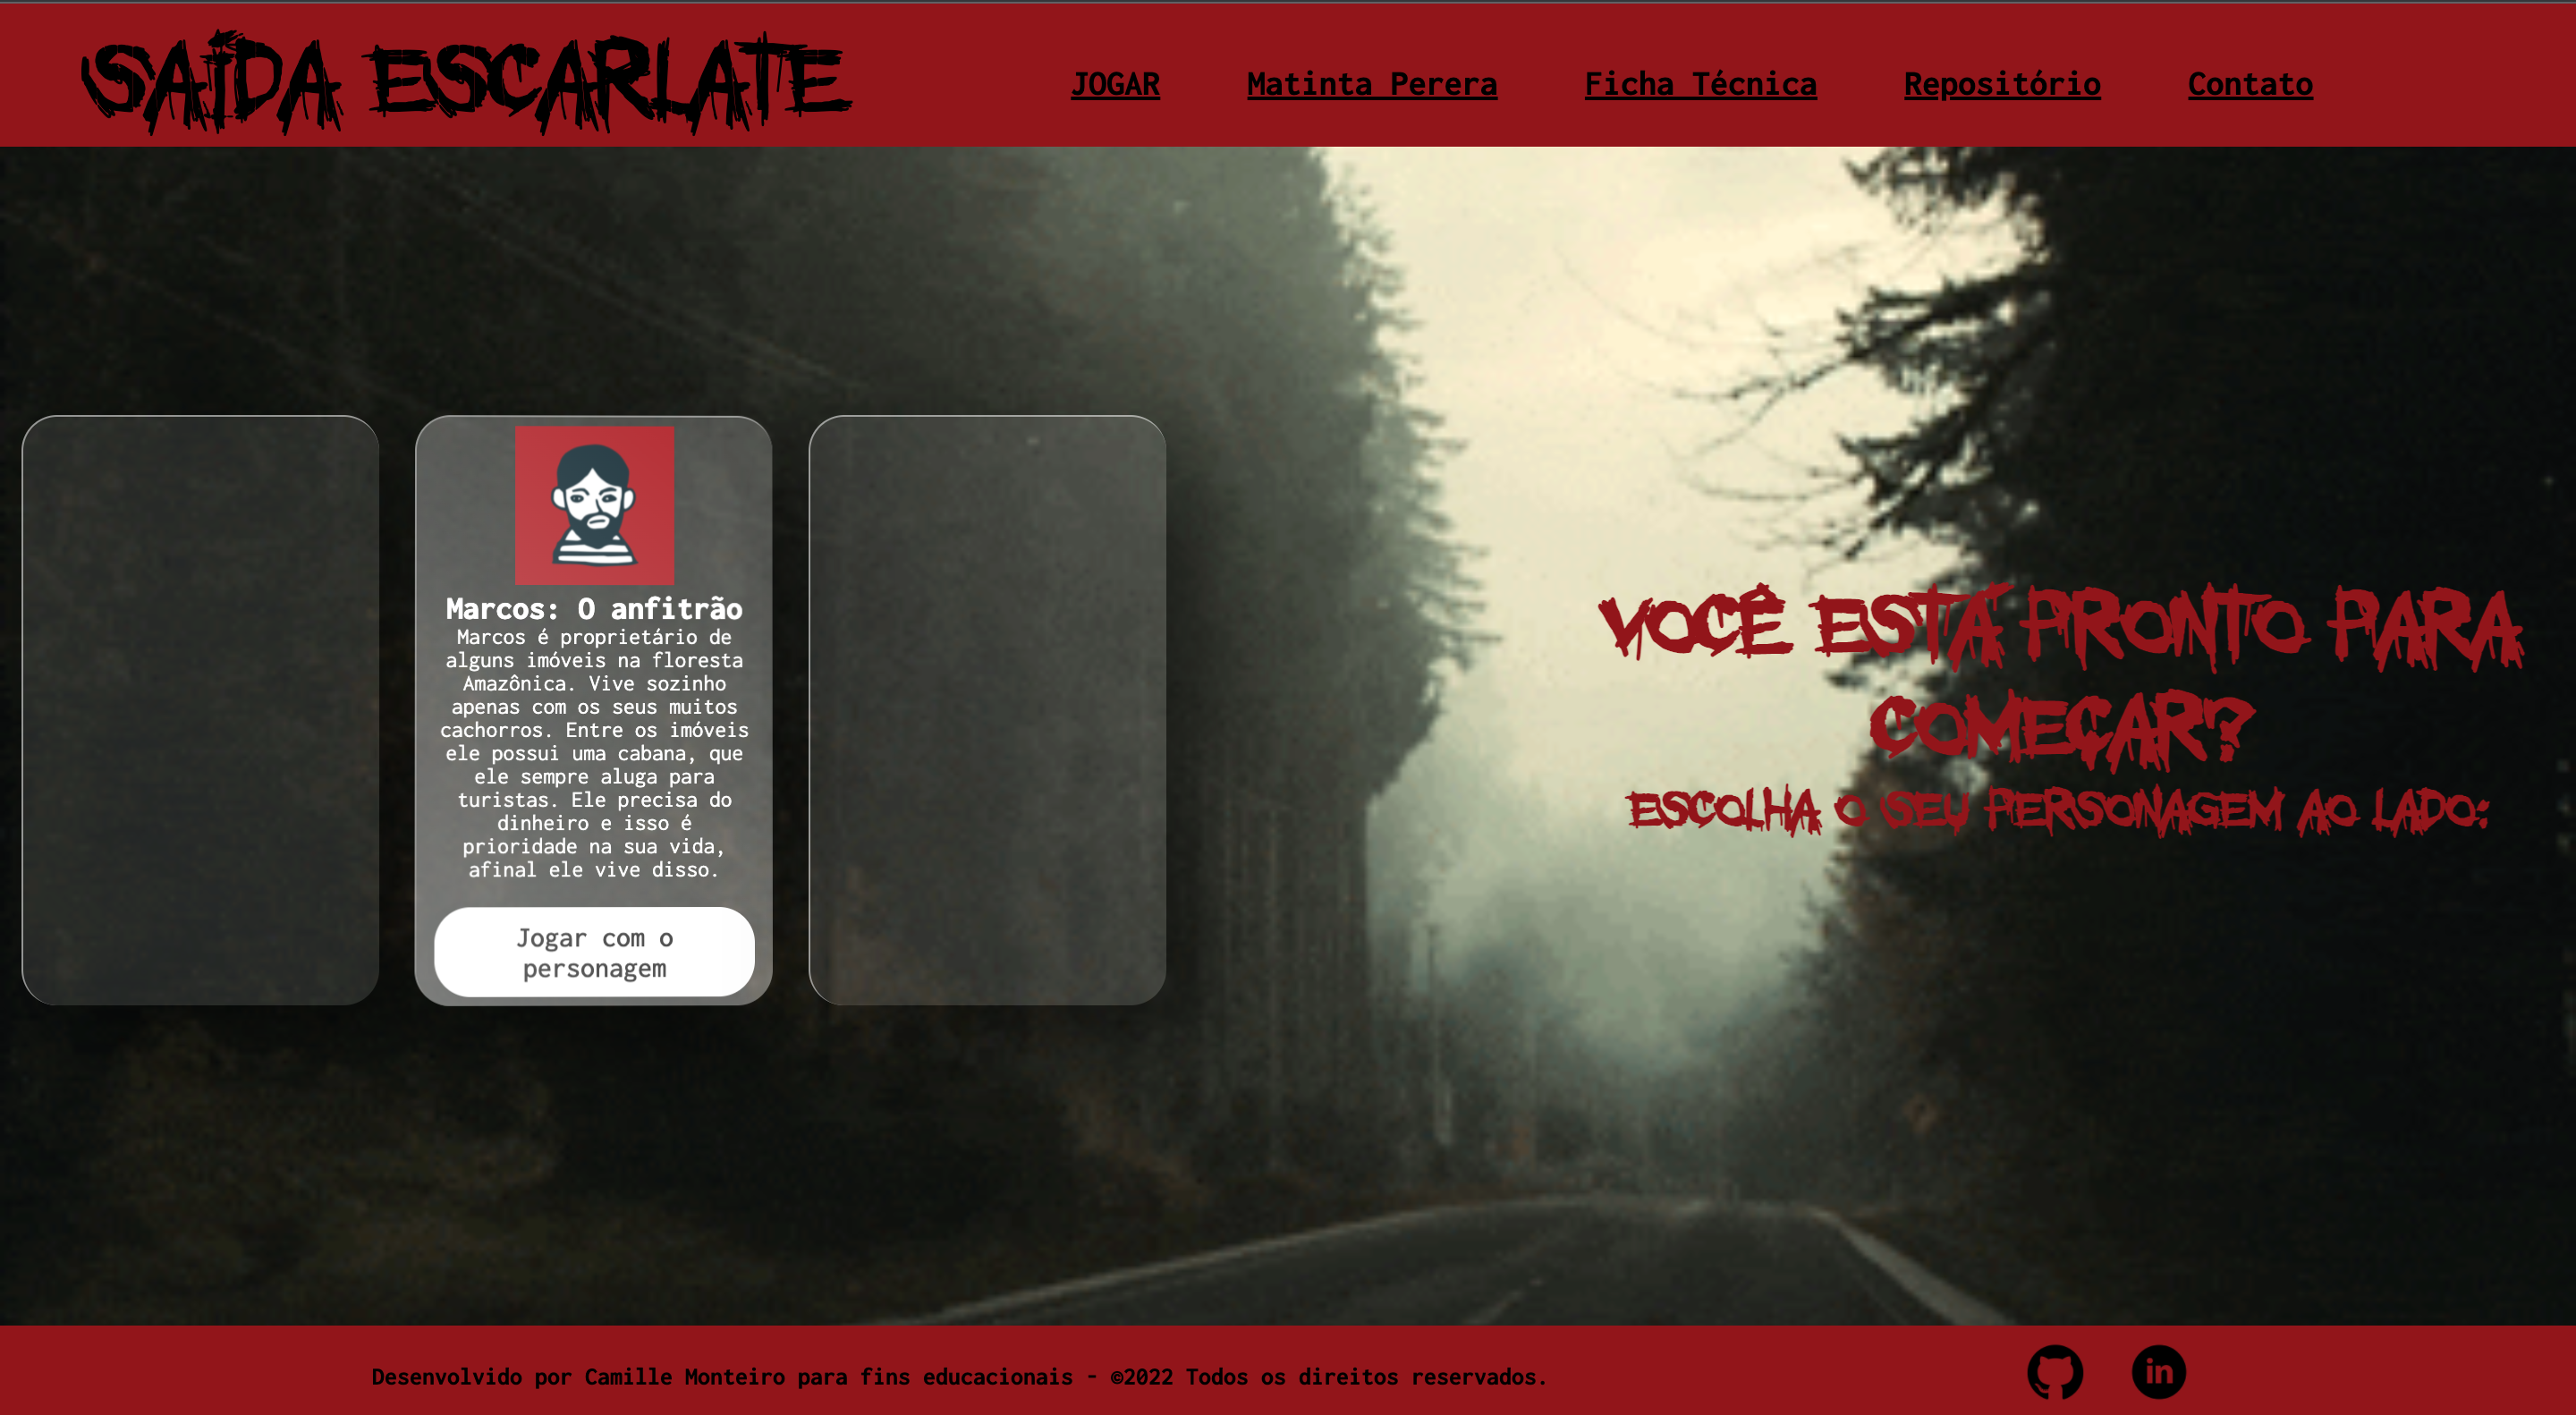 SAÍDA ESCARLATE
JOGAR
Matinta Perera
Ficha Técnica
Repositório
Contato
Marcos: O anfitrão
Marcos é proprietário de
alguns imóveis na floresta
Amazônica. Vive sozinho
apenas com os seus muitos
cachorros. Entre os imóveis
ele possui uma cabana, que
ele sempre aluga para
turistas. Ele precisa do
dinheiro e isso é
prioridade na sua vida,
afinal ele vive disso.
Jogar com o
personagem
VOCÊ ESTÁ PRONTO PARA
COMEÇAR?
ESCOLHA O SEU PERSONAGEM AO LADO:
Desenvolvido por Camille Monteiro para fins educacionais - ©2022 Todos os direitos reservados.
in